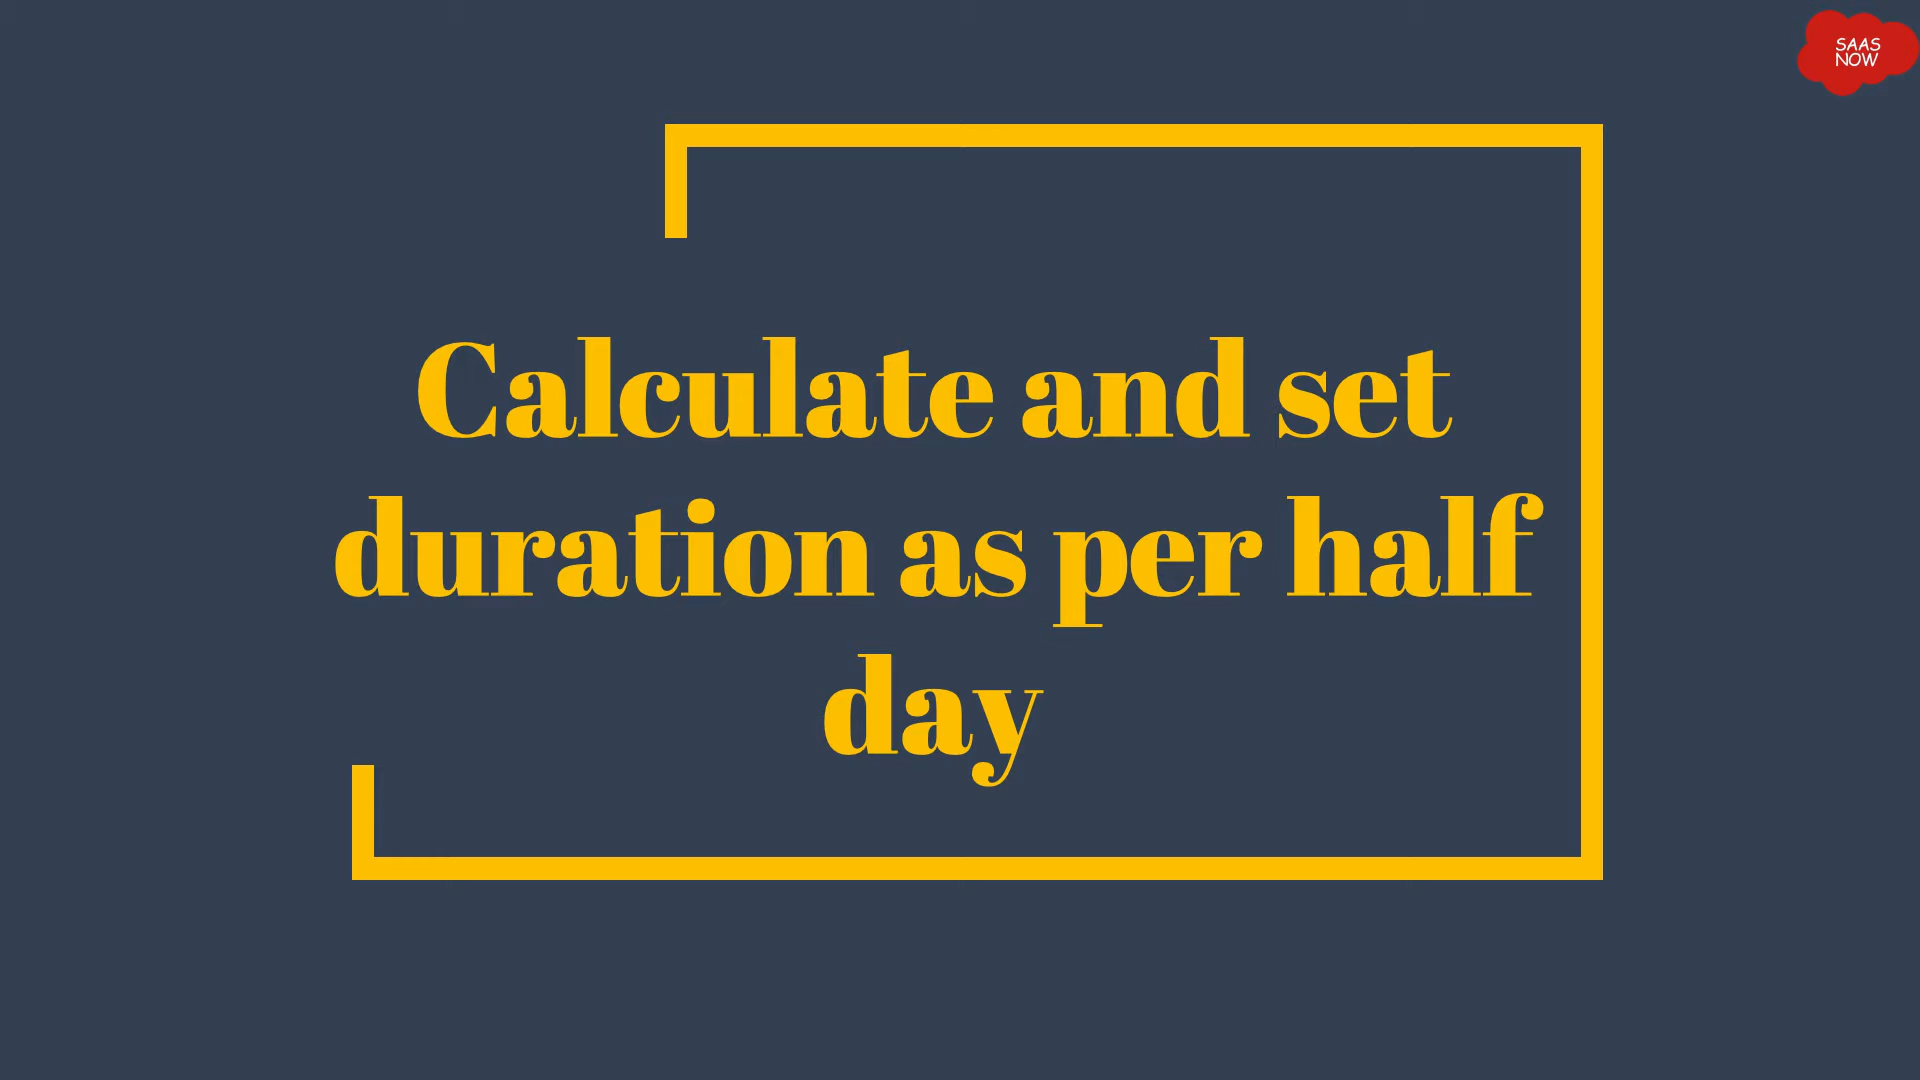 SAAS
NOW
Calculate and set
duration as per half
day